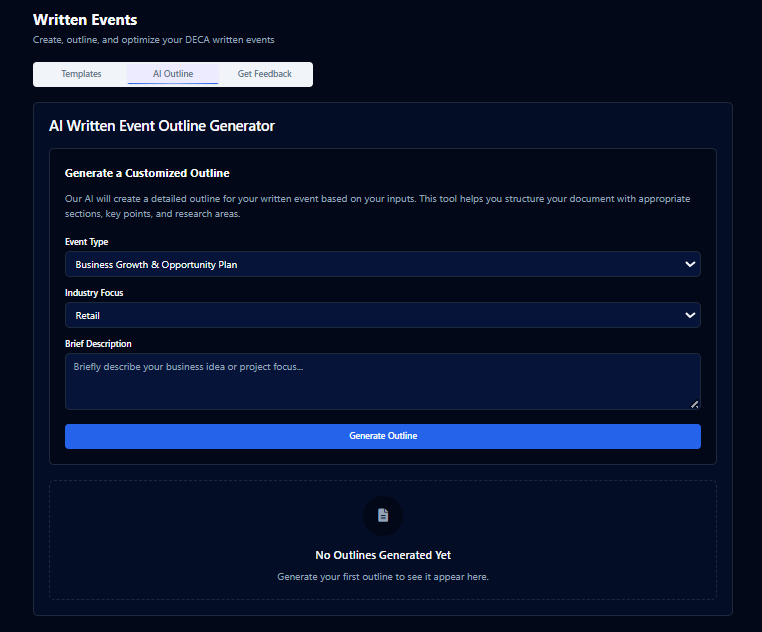 Written Events
Create, outline, and optimize your DECA written events
Templates
AI Outline
Get Feedback
AI Written Event Outline Generator
Generate a Customized Outline
Our AI will create a detailed outline for your written event based on your inputs. This tool helps you structure your document with appropriate
sections, key points, and research areas.
Event Type
Business Growth & Opportunity Plan
Industry Focus
Retail
Brief Description
Briefly describe your business idea or project focus...
Generate Outline
No Outlines Generated Yet
Generate your first outline to see it appear here.